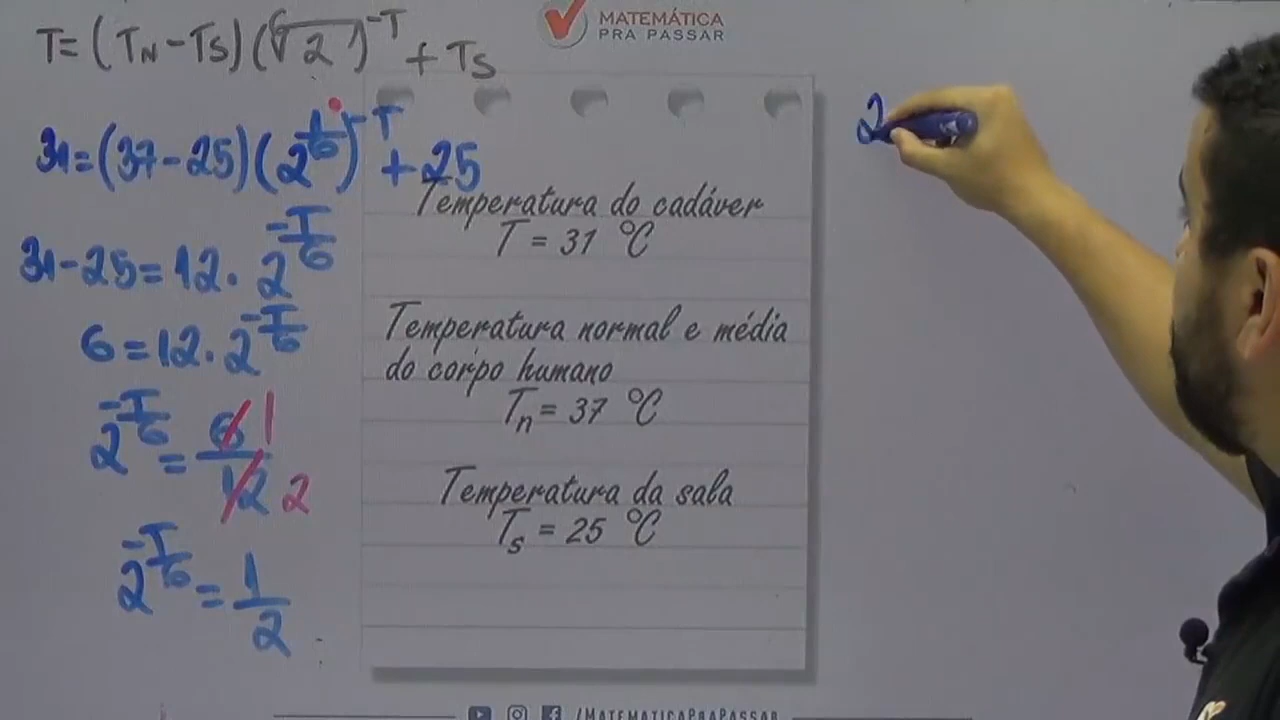 MATEMÁTICA
PRA PASSAR
T=(TN-TS)(⁶√2)^-T + TS
31=(37-25)(2^1/6)^-T + 25
31-25=12.2^-T/6
6=12.2^-T/6
2^-T/6 = 6/12 1 2
2^-T/6 = 1/2
Temperatura do cadáver
T = 31 °C
Temperatura normal e média
do corpo humano
Tn = 37 °C
Temperatura da sala
Ts = 25 °C
2
/MATEMATICAPRAPASSAR